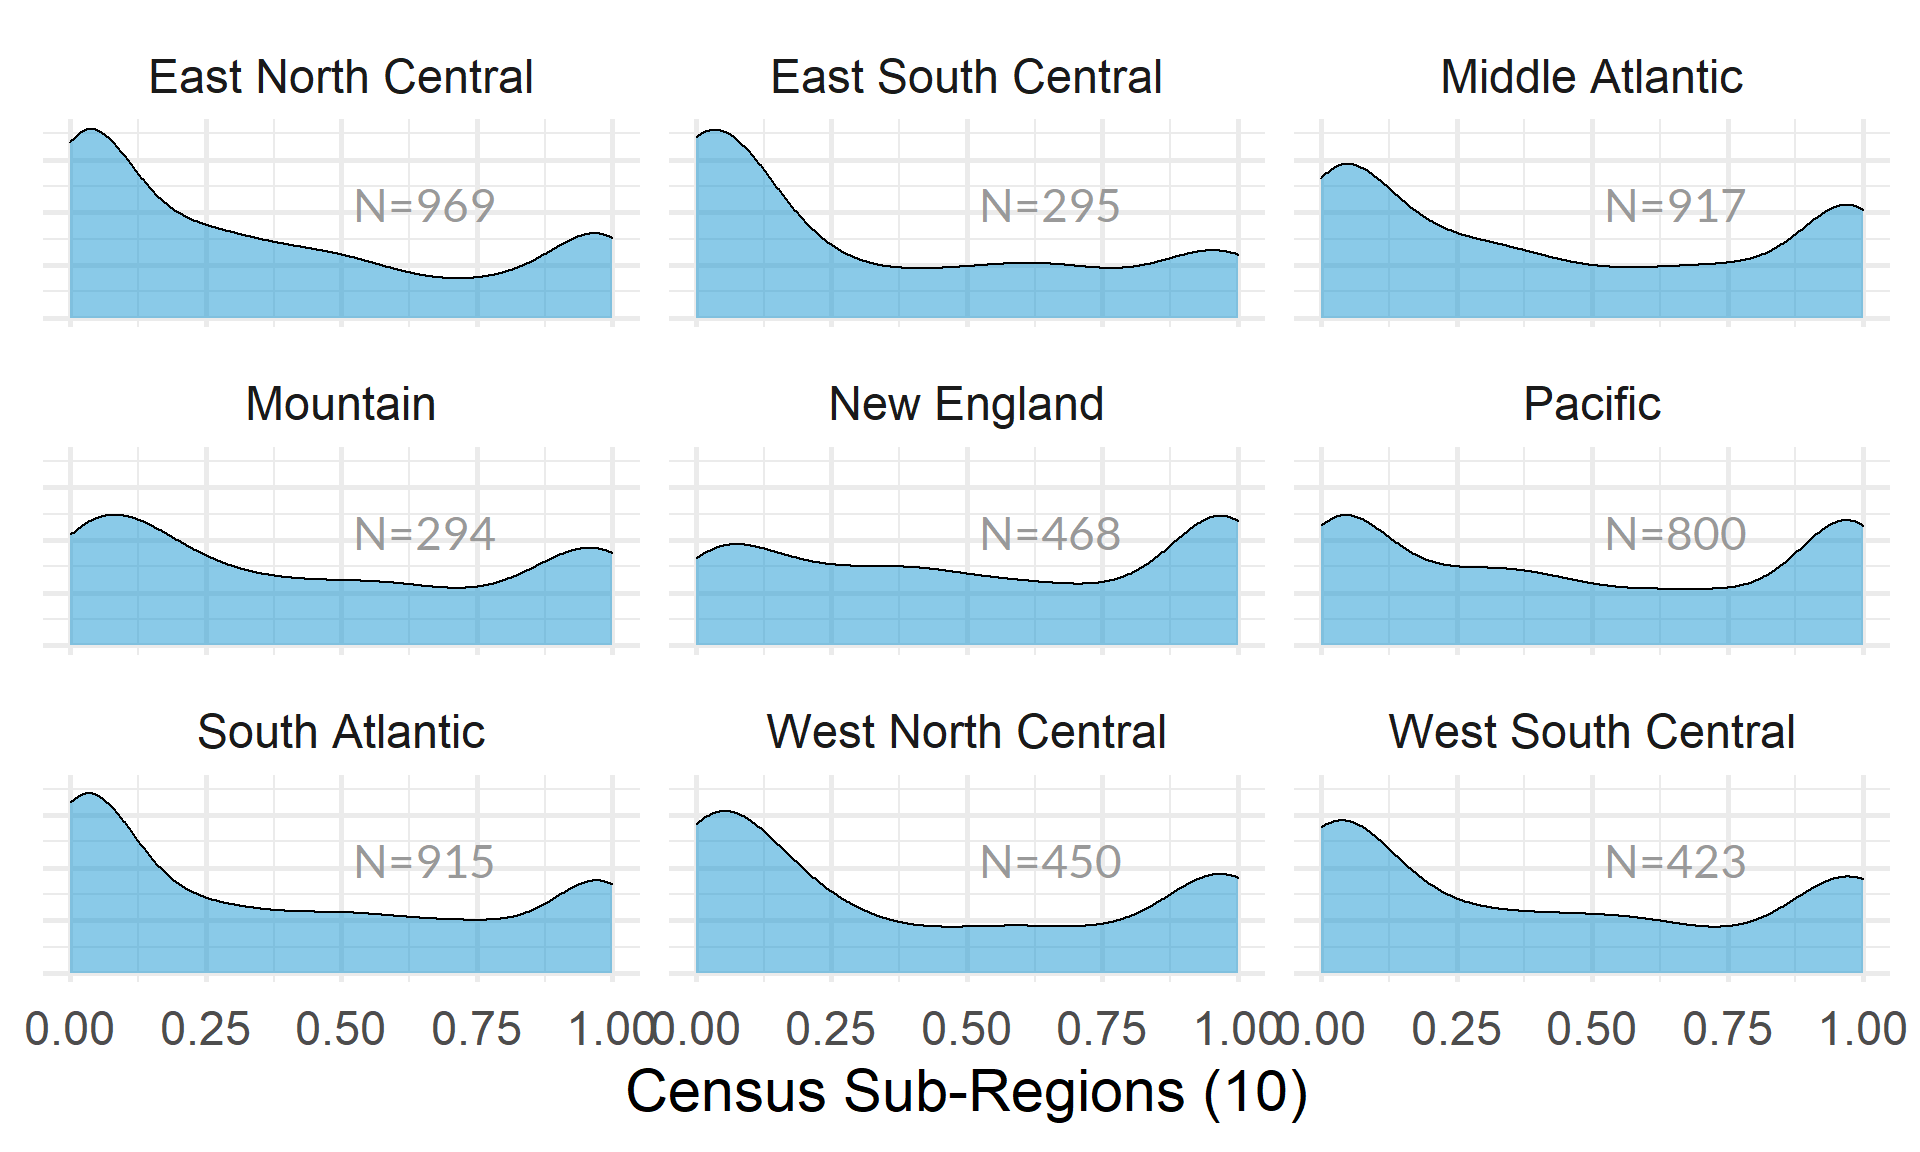 East North Central East South Central Middle Atlantic
N=969 N=295 N=917
Mountain New England Pacific
N=294 N=468 N=800
South Atlantic West North Central West South Central
N=915 N=450 N=423
0.00 0.25 0.50 0.75 1.00 0.00 0.25 0.50 0.75 1.00 0.00 0.25 0.50 0.75 1.00
Census Sub-Regions (10)